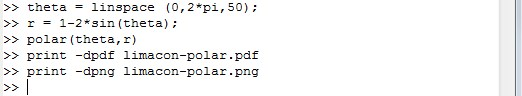 >> theta = linspace (0,2*pi,50);
>> r = 1-2*sin(theta);
>> polar(theta,r)
>> print -dpdf limacon-polar.pdf
>> print -dpng limacon-polar.png
>>